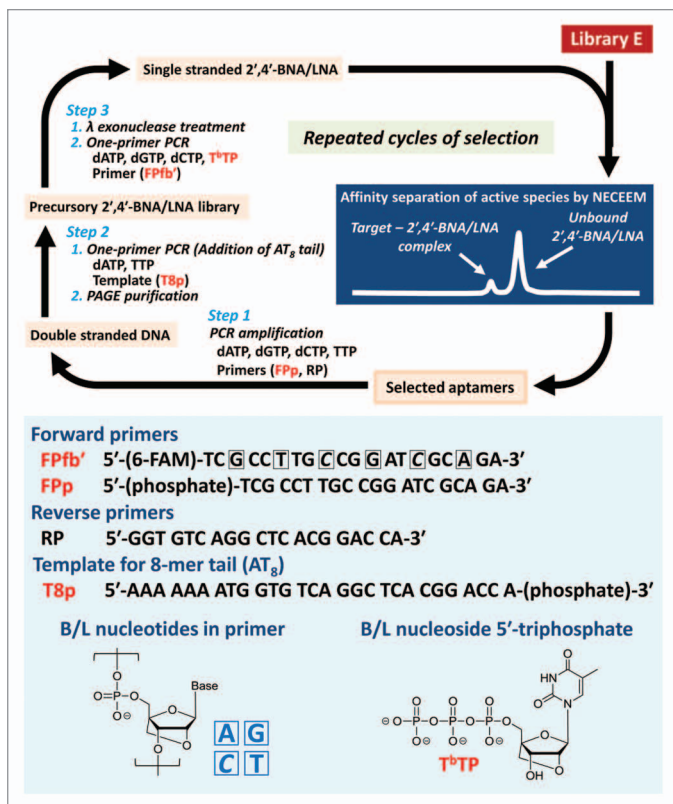 Library E
Single stranded 2′,4′-BNA/LNA
Step 3
1. λ exonuclease treatment
2. One-primer PCR
dATP, dGTP, dCTP, TᵇTP
Primer (FPfb′)
Repeated cycles of selection
Precursory 2′,4′-BNA/LNA library
Affinity separation of active species by NECEEM
Target – 2′,4′-BNA/LNA
complex
Unbound
2′,4′-BNA/LNA
Step 2
1. One-primer PCR (Addition of AT₈ tail)
dATP, TTP
Template (T8p)
2. PAGE purification
Double stranded DNA
Step 1
PCR amplification
dATP, dGTP, dCTP, TTP
Primers (FPp, RP)
Selected aptamers
Forward primers
FPfb′ 5′-(6-FAM)-TC G CC T TG C CG G AT C GC A GA-3′
FPp 5′-(phosphate)-TCG CCT TGC CGG ATC GCA GA-3′
Reverse primers
RP 5′-GGT GTC AGG CTC ACG GAC CA-3′
Template for 8-mer tail (AT₈)
T8p 5′-AAA AAA ATG GTG TCA GGC TCA CGG ACC A-(phosphate)-3′
B/L nucleotides in primer
O
O=P-O
O⊖
Base
O
O
O
A G
C T
B/L nucleoside 5′-triphosphate
O
HN
O N
O O O
⊖O-P-O-P-O-P-O
O⊖ O⊖ O⊖
O
OH
O
TᵇTP